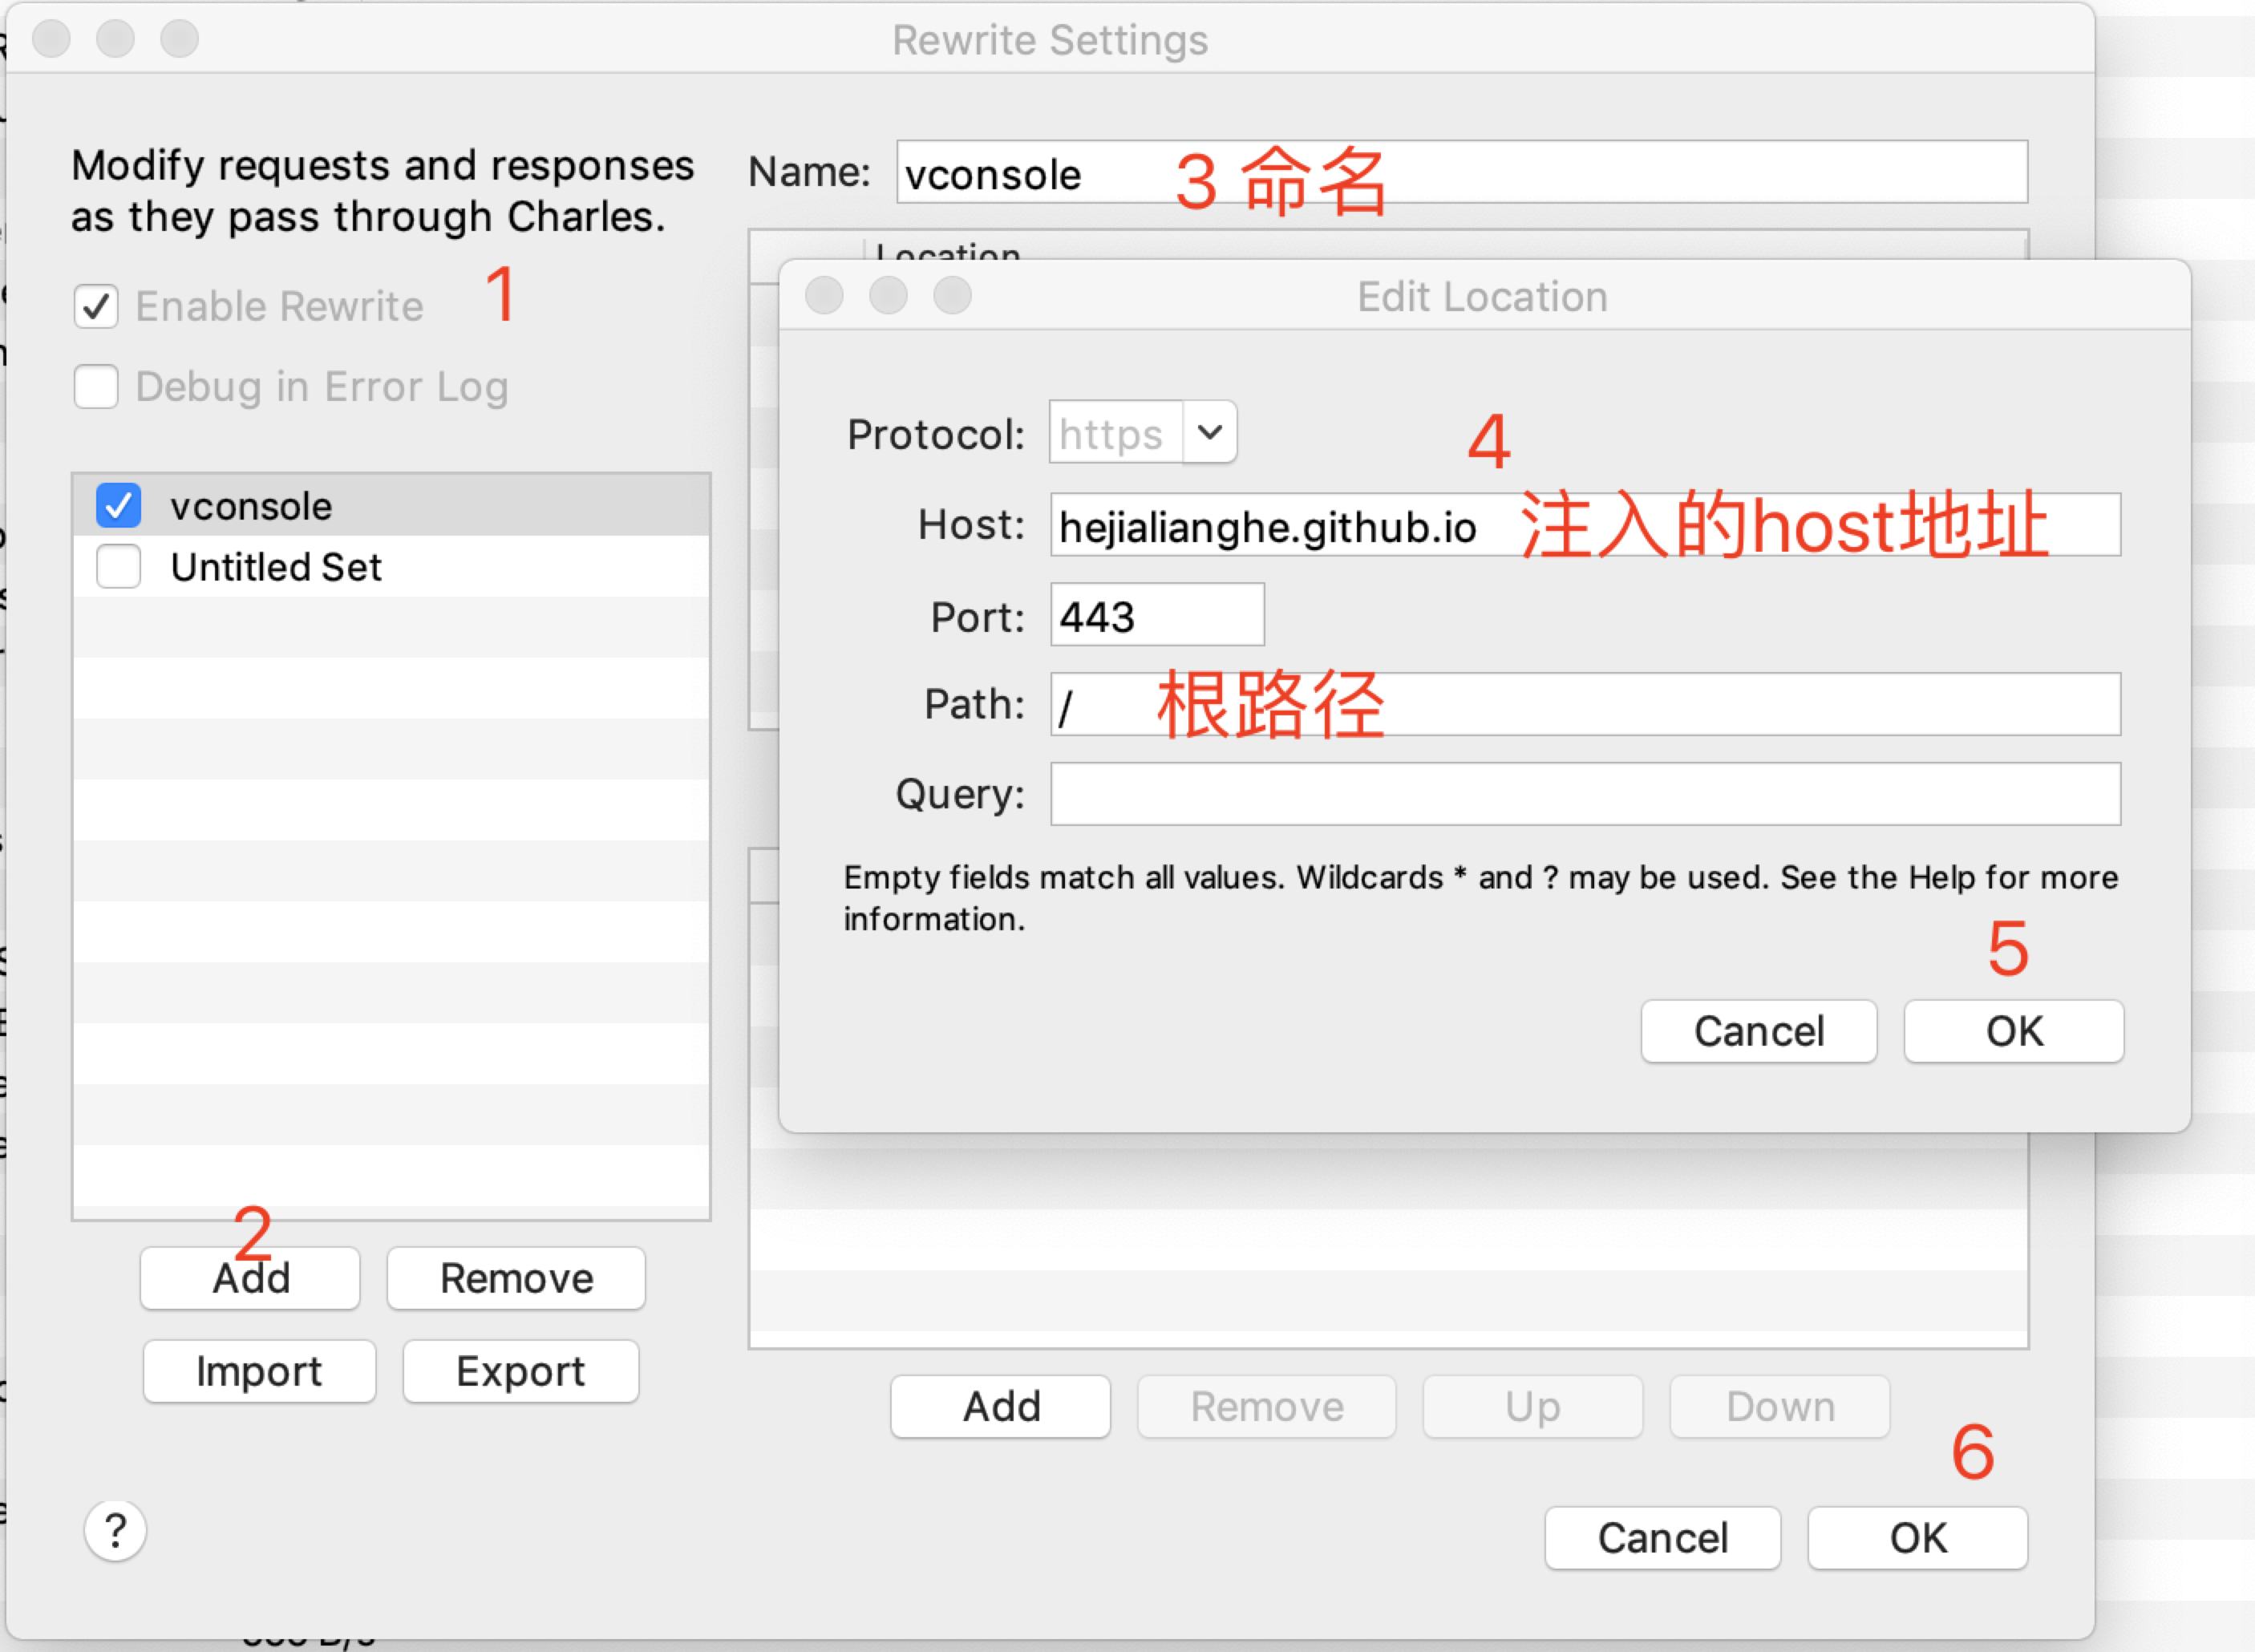 Rewrite Settings
Modify requests and responses
as they pass through Charles.
Enable Rewrite 1
Debug in Error Log
vconsole
Untitled Set
2
Add Remove
Import Export
?
Name: vconsole 3 命名
Location
Edit Location
Protocol: https 4
Host: hejialianghe.github.io 注入的host地址
Port: 443
Path: / 根路径
Query:
Empty fields match all values. Wildcards * and ? may be used. See the Help for more
information.
5
Cancel OK
Add Remove Up Down
6
Cancel OK